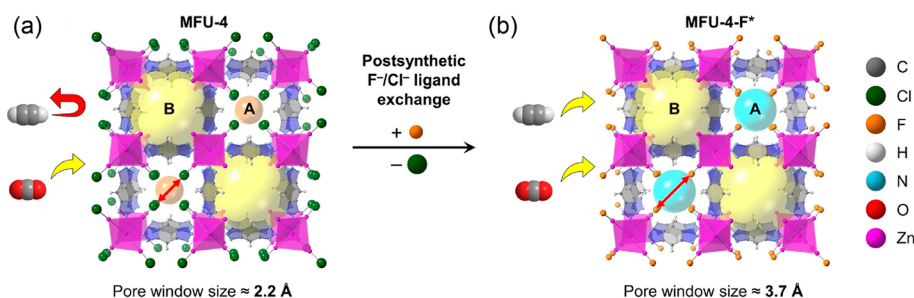 (a)
MFU-4
B
A
Pore window size ≈ 2.2 Å
Postsynthetic
F⁻/Cl⁻ ligand
exchange
+
−
(b)
MFU-4-F*
B
A
Pore window size ≈ 3.7 Å
C
Cl
F
H
N
O
Zn